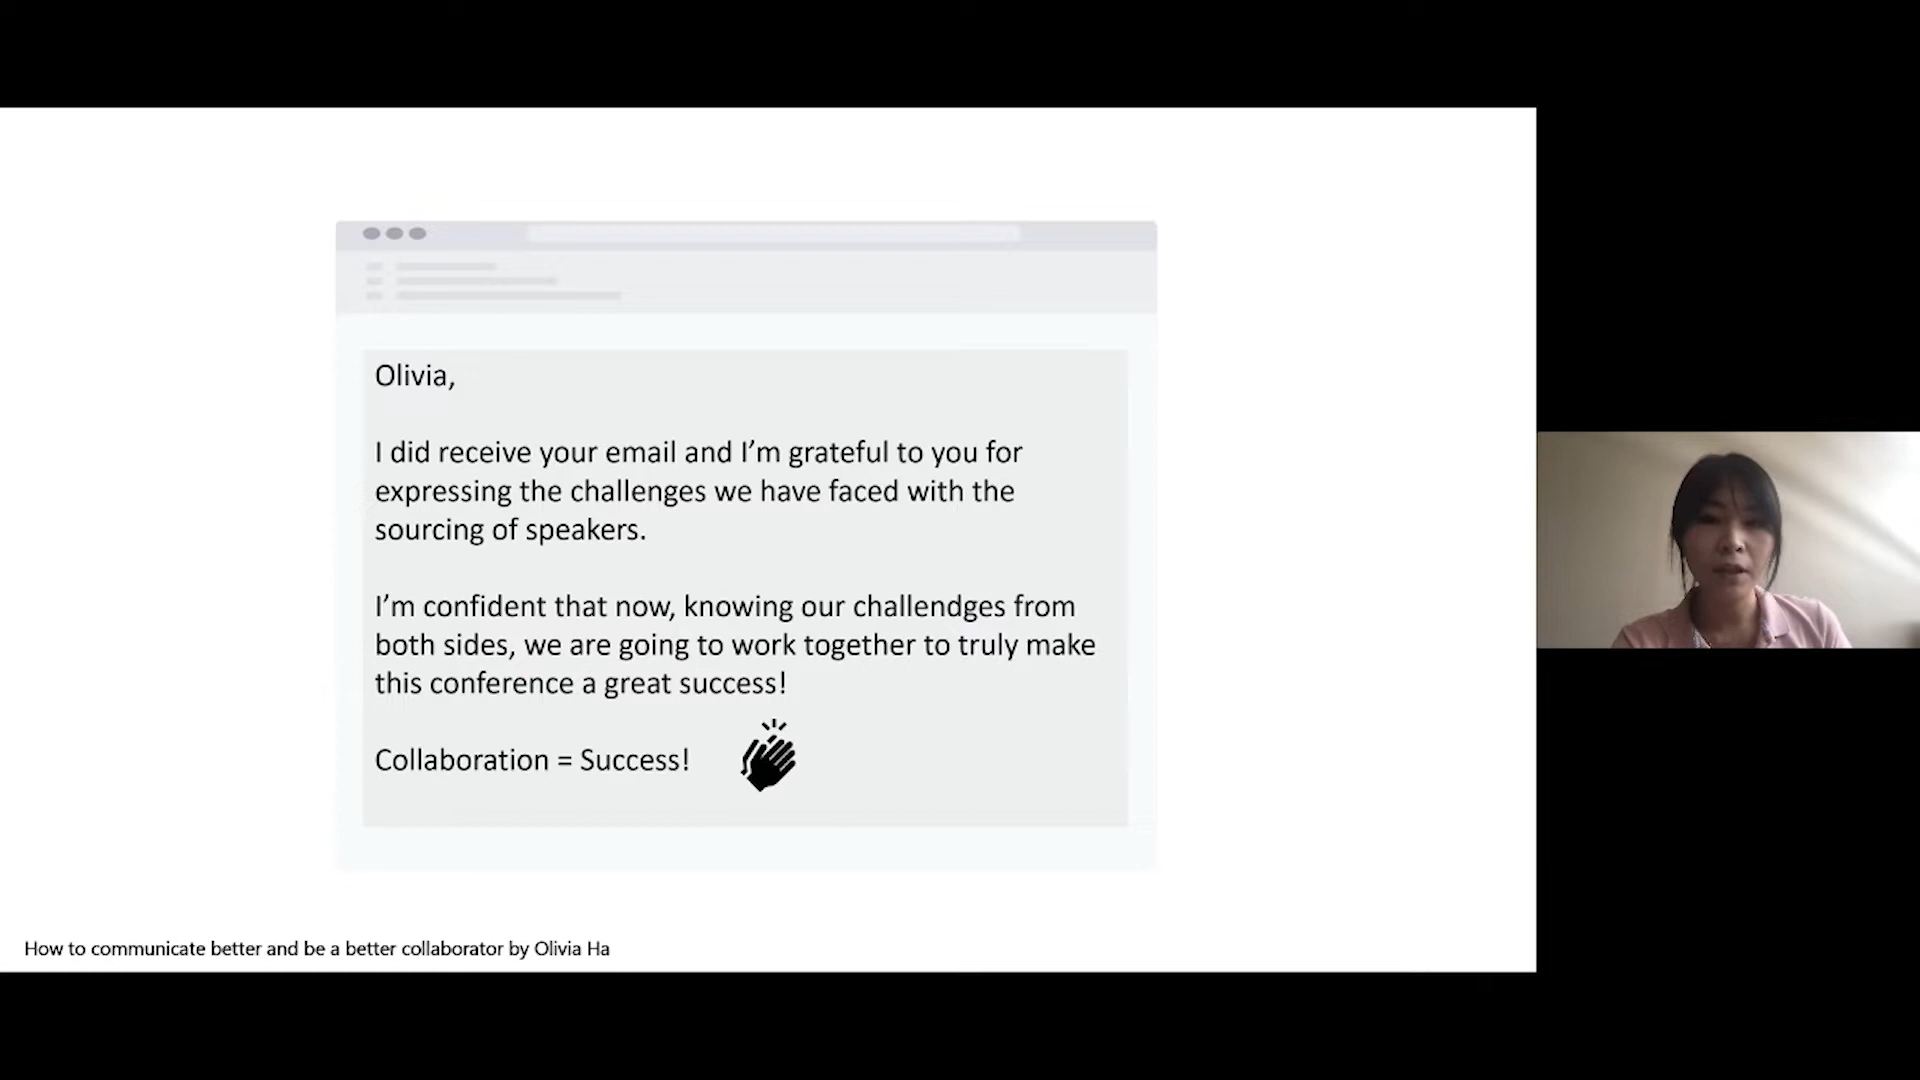 Olivia,
I did receive your email and I’m grateful to you for
expressing the challenges we have faced with the
sourcing of speakers.
I’m confident that now, knowing our challendges from
both sides, we are going to work together to truly make
this conference a great success!
Collaboration = Success!
How to communicate better and be a better collaborator by Olivia Ha